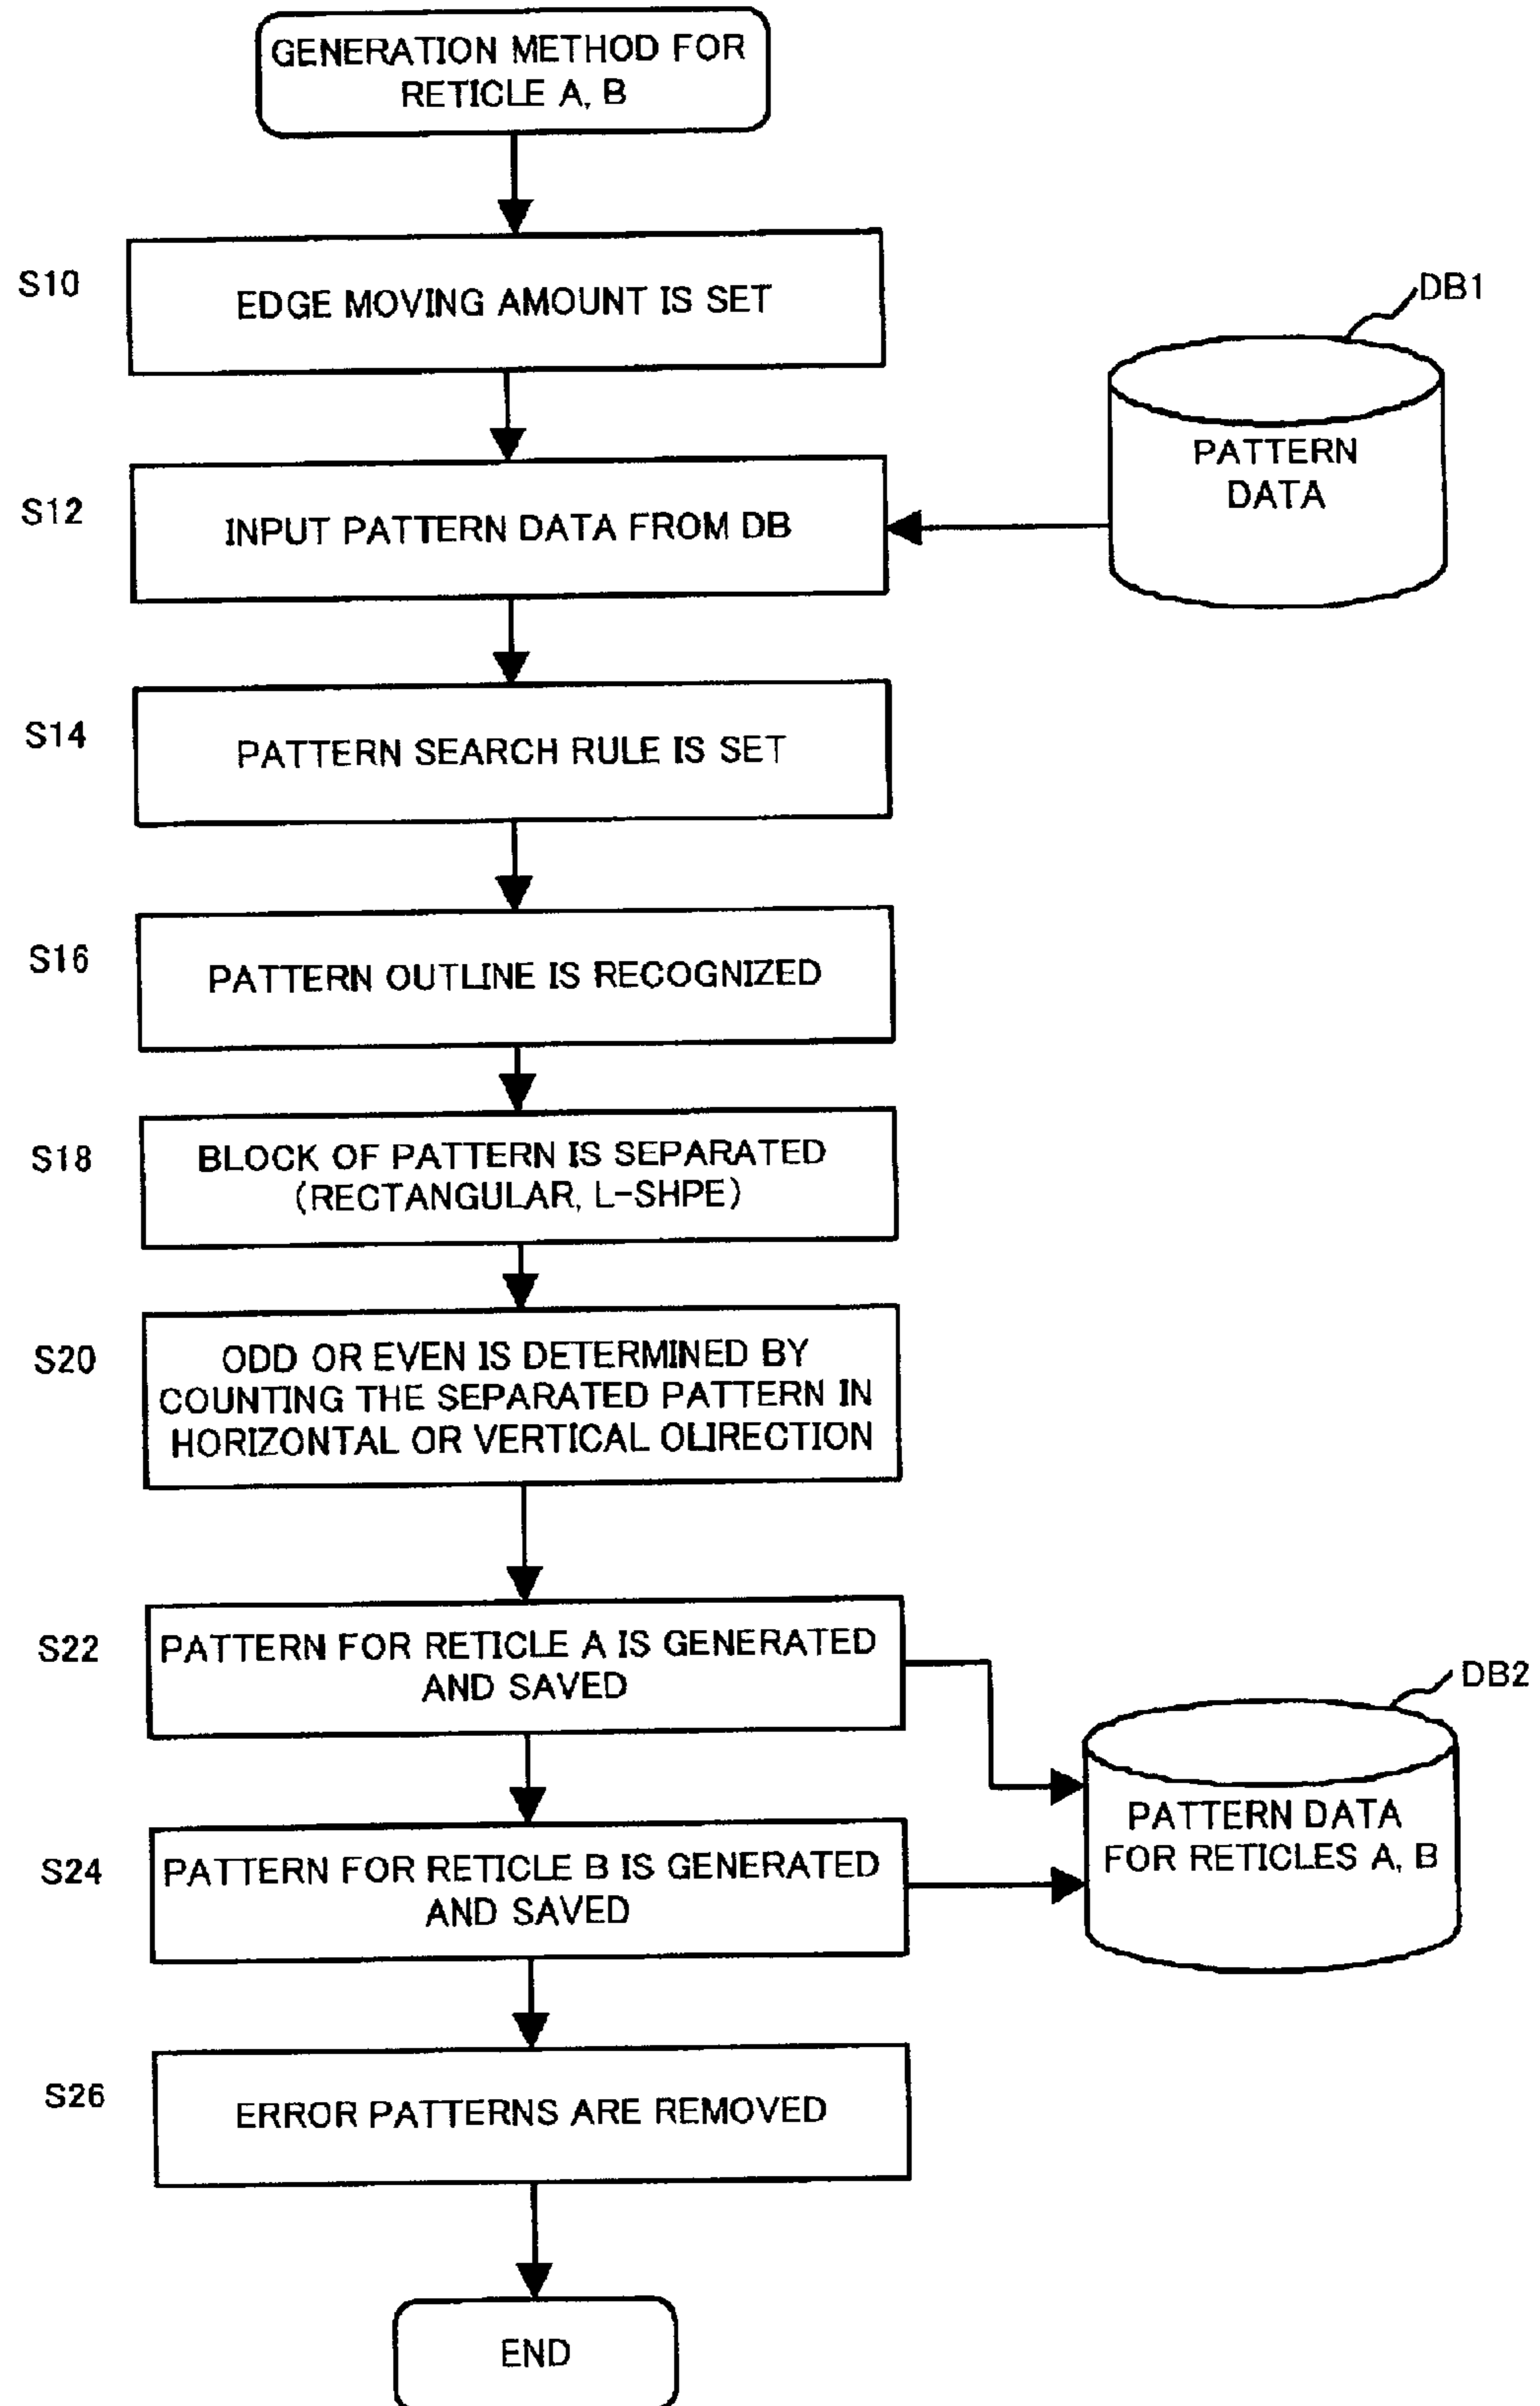 GENERATION METHOD FOR
RETICLE A, B
S10
EDGE MOVING AMOUNT IS SET
DB1
PATTERN
DATA
S12
INPUT PATTERN DATA FROM DB
S14
PATTERN SEARCH RULE IS SET
S16
PATTERN OUTLINE IS RECOGNIZED
S18
BLOCK OF PATTERN IS SEPARATED
(RECTANGULAR, L-SHPE)
S20
ODD OR EVEN IS DETERMINED BY
COUNTING THE SEPARATED PATTERN IN
HORIZONTAL OR VERTICAL OLIRECTION
S22
PATTERN FOR RETICLE A IS GENERATED
AND SAVED
DB2
PATTERN DATA
FOR RETICLES A, B
S24
PATTERN FOR RETICLE B IS GENERATED
AND SAVED
S26
ERROR PATTERNS ARE REMOVED
END